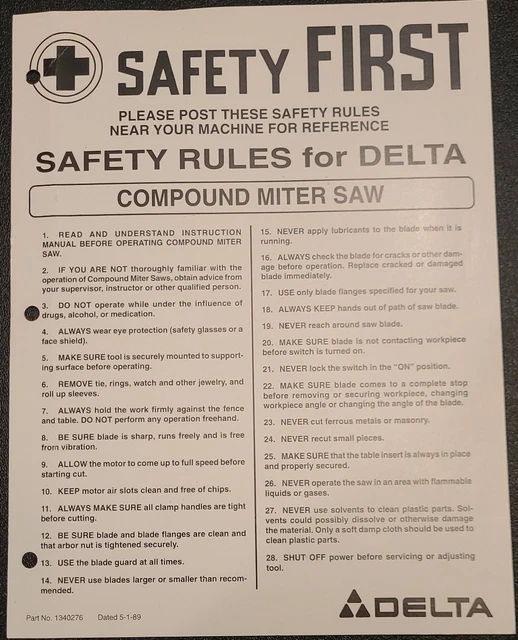 SAFETY FIRST
PLEASE POST THESE SAFETY RULES
NEAR YOUR MACHINE FOR REFERENCE
SAFETY RULES for DELTA
COMPOUND MITER SAW
1. READ AND UNDERSTAND INSTRUCTION
MANUAL BEFORE OPERATING COMPOUND MITER
SAW.
2. IF YOU ARE NOT thoroughly familiar with the
operation of Compound Miter Saws, obtain advice from
your supervisor, instructor or other qualified person.
3. DO NOT operate while under the influence of
drugs, alcohol, or medication.
4. ALWAYS wear eye protection (safety glasses or a
face shield).
5. MAKE SURE tool is securely mounted to support-
ing surface before operating.
6. REMOVE tie, rings, watch and other jewelry, and
roll up sleeves.
7. ALWAYS hold the work firmly against the fence
and table. DO NOT perform any operation freehand.
8. BE SURE blade is sharp, runs freely and is free
from vibration.
9. ALLOW the motor to come up to full speed before
starting cut.
10. KEEP motor air slots clean and free of chips.
11. ALWAYS MAKE SURE all clamp handles are tight
before cutting.
12. BE SURE blade and blade flanges are clean and
that arbor nut is tightened securely.
13. USE the blade guard at all times.
14. NEVER use blades larger or smaller than recom-
mended.
15. NEVER apply lubricants to the blade when it is
running.
16. ALWAYS check the blade for cracks or other dam-
age before operation. Replace cracked or damaged
blade immediately.
17. USE only blade flanges specified for your saw.
18. ALWAYS KEEP hands out of path of saw blade.
19. NEVER reach around saw blade.
20. MAKE SURE blade is not contacting workpiece
before switch is turned on.
21. NEVER lock the switch in the "ON" position.
22. MAKE SURE blade comes to a complete stop
before removing or securing workpiece, changing
workpiece angle or changing the angle of the blade.
23. NEVER cut ferrous metals or masonry.
24. NEVER recut small pieces.
25. MAKE SURE that the table insert is always in place
and properly secured.
26. NEVER operate the saw in an area with flammable
liquids or gases.
27. NEVER use solvents to clean plastic parts. Sol-
vents could possibly dissolve or otherwise damage
the material. Only a soft damp cloth should be used to
clean plastic parts.
28. SHUT OFF power before servicing or adjusting
tool.
Part No. 1340276 Dated 5-1-89
DELTA